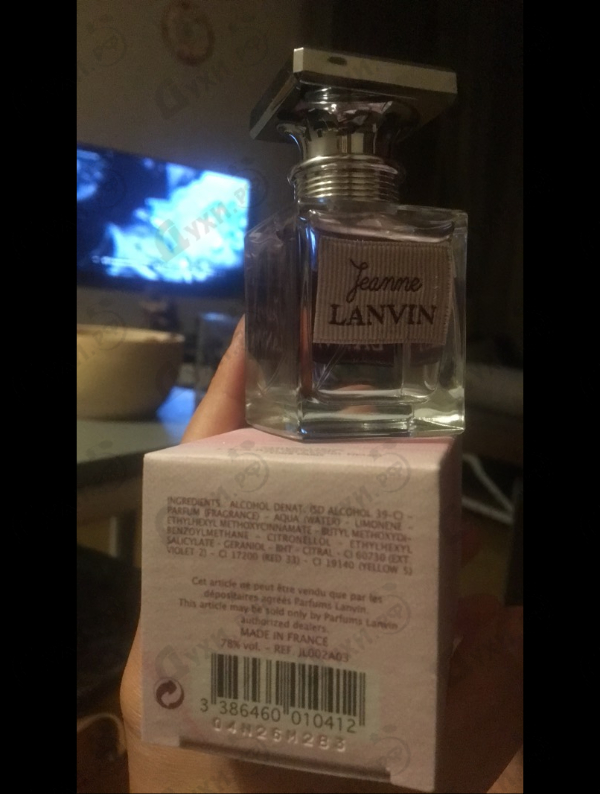 Jeanne
LANVIN
INGREDIENTS: ALCOHOL DENAT. (SD ALCOHOL 39-C) -
PARFUM (FRAGRANCE) - AQUA (WATER) - LIMONENE -
ETHYLHEXYL METHOXYCINNAMATE - BUTYL METHOXYDI-
BENZOYLMETHANE - CITRONELLOL - ETHYLHEXYL
SALICYLATE - GERANIOL - BHT - CITRAL - CI 60730 (EXT.
VIOLET 2) - CI 17200 (RED 33) - CI 19140 (YELLOW 5)
Cet article ne peut être vendu que par les
dépositaires agréés Parfums Lanvin
This article may be sold only by Parfums Lanvin
authorized dealers.
MADE IN FRANCE
78% vol. - REF. JL002A03
3 386460 010412
04M26M283
Духи.рф